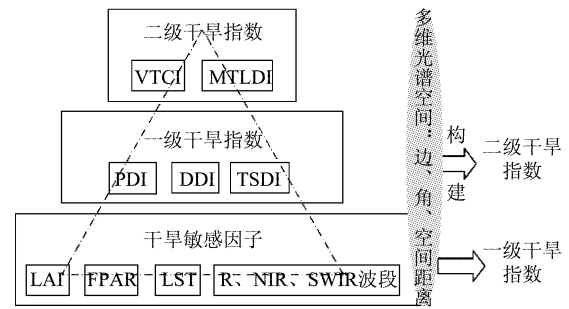 二级干旱指数
VTCI
MTLDI
一级干旱指数
PDI
DDI
TSDI
干旱敏感因子
LAI
FPAR
LST
R、NIR、SWIR波段
多维光谱空间：边、角、空间距离
构建
二级干旱
指数
一级干旱
指数